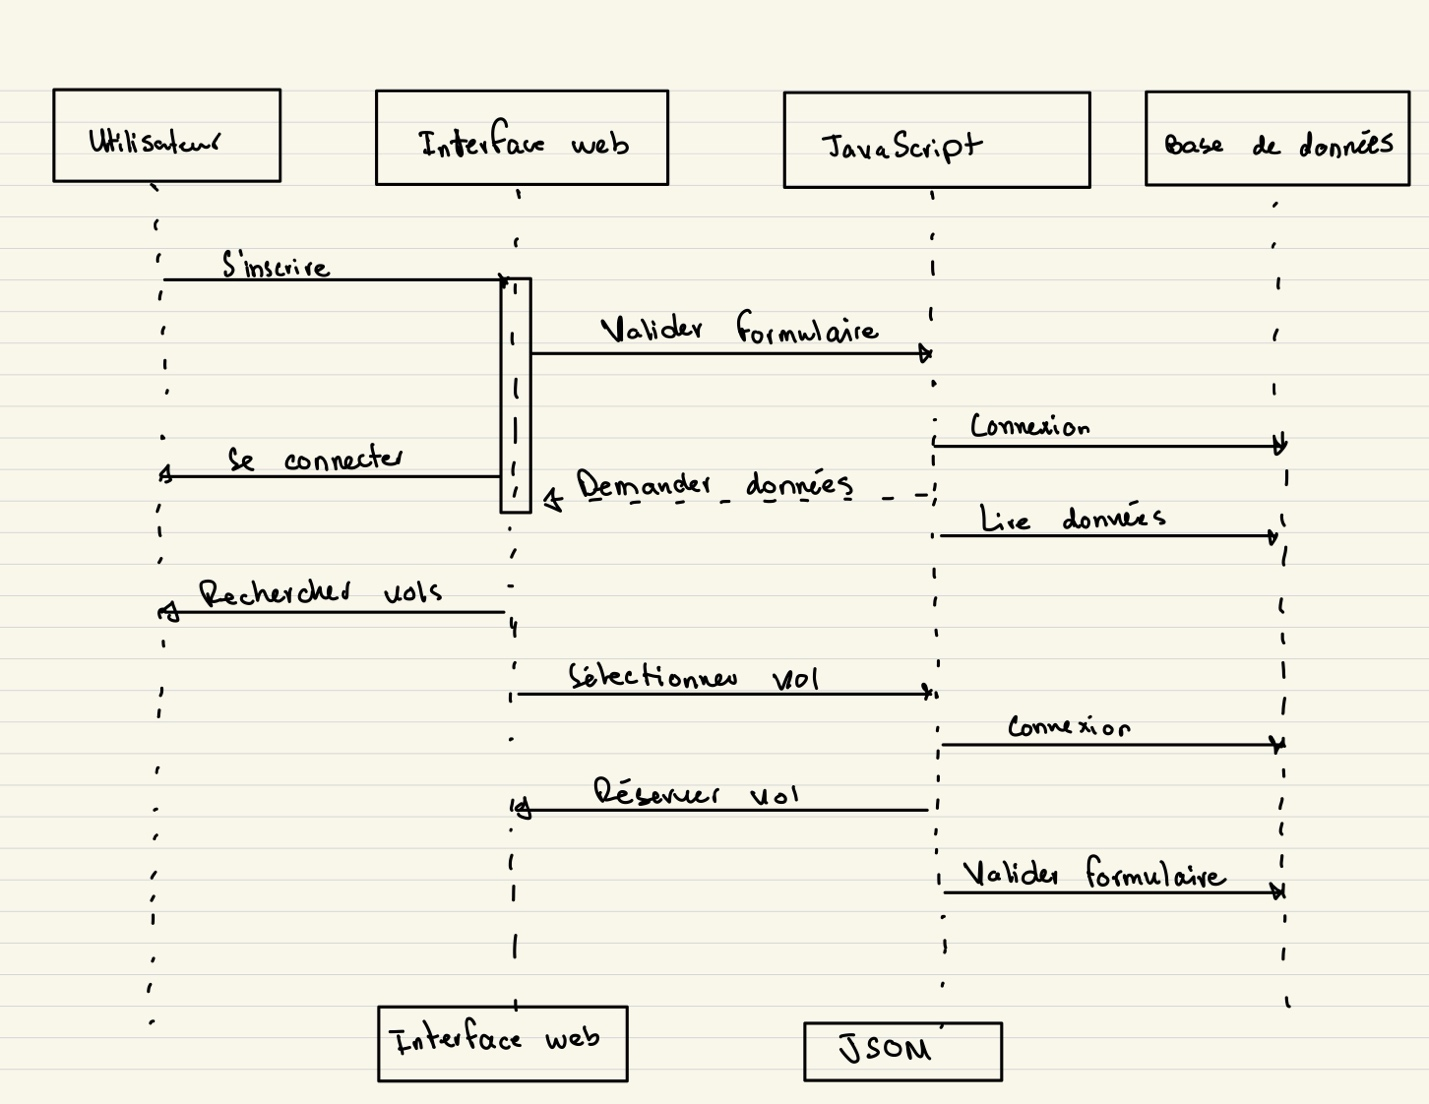 Utilisateur
Interface web
JavaScript
Base de données
S'inscrire
Valider formulaire
Connexion
Se connecter
Demander données
Lire données
Rechercher vols
Sélectionner vol
Connexion
Réserver vol
Valider formulaire
Interface web
JSOM